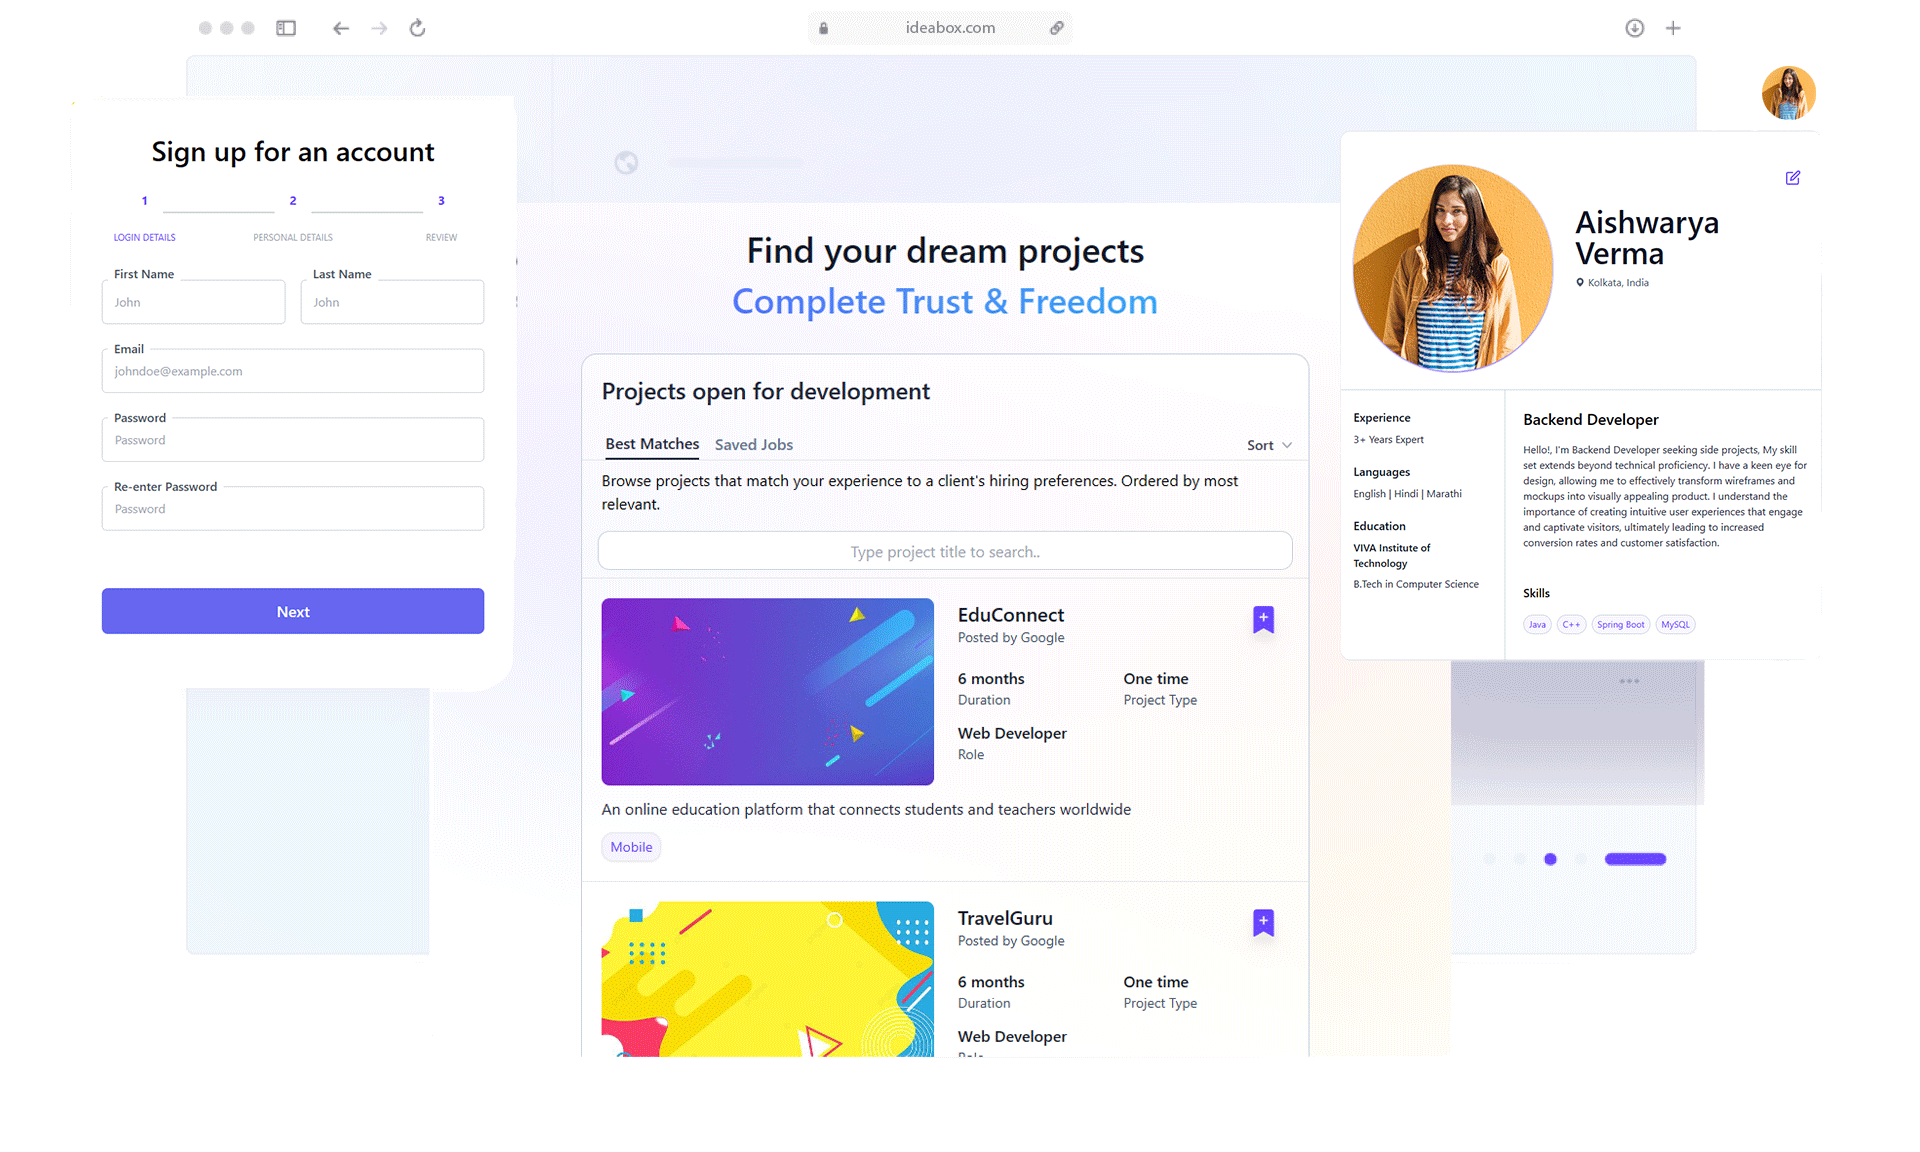 ideabox.com
Sign up for an account
1 2 3
LOGIN DETAILS PERSONAL DETAILS REVIEW
First Name Last Name
John John
Email
johndoe@example.com
Password
Password
Re-enter Password
Password
Next
Find your dream projects
Complete Trust & Freedom
Projects open for development
Best Matches Saved Jobs Sort
Browse projects that match your experience to a client's hiring preferences. Ordered by most
relevant.
Type project title to search..
EduConnect
Posted by Google
6 months One time
Duration Project Type
Web Developer
Role
An online education platform that connects students and teachers worldwide
Mobile
TravelGuru
Posted by Google
6 months One time
Duration Project Type
Web Developer
Aishwarya
Verma
Kolkata, India
Experience
3+ Years Expert
Languages
English | Hindi | Marathi
Education
VIVA Institute of
Technology
B.Tech in Computer Science
Backend Developer
Hello!, I'm Backend Developer seeking side projects, My skill
set extends beyond technical proficiency. I have a keen eye for
design, allowing me to effectively transform wireframes and
mockups into visually appealing product. I understand the
importance of creating intuitive user experiences that engage
and captivate visitors, ultimately leading to increased
conversion rates and customer satisfaction.
Skills
Java C++ Spring Boot MySQL